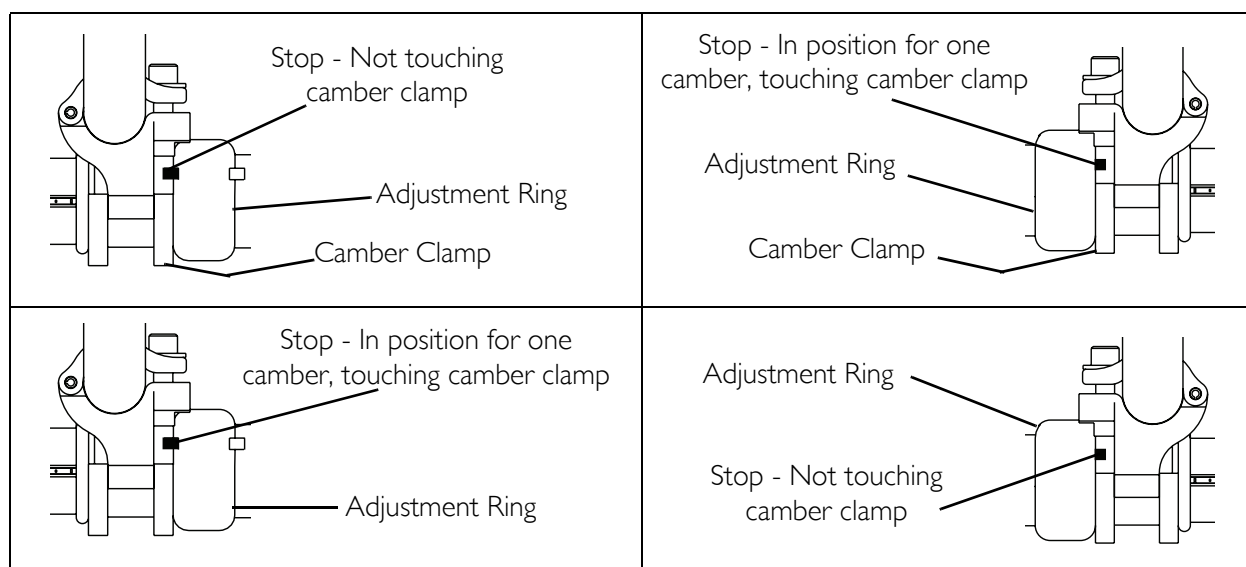 Stop - Not touching
camber clamp
Adjustment Ring
Camber Clamp
Stop - In position for one
camber, touching camber clamp
Adjustment Ring
Camber Clamp
Stop - In position for one
camber, touching camber clamp
Adjustment Ring
Adjustment Ring
Stop - Not touching
camber clamp